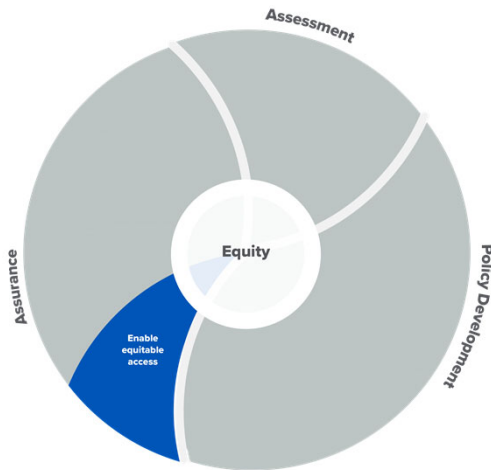 Assessment
Equity
Assurance
Policy Development
Enable
equitable
access